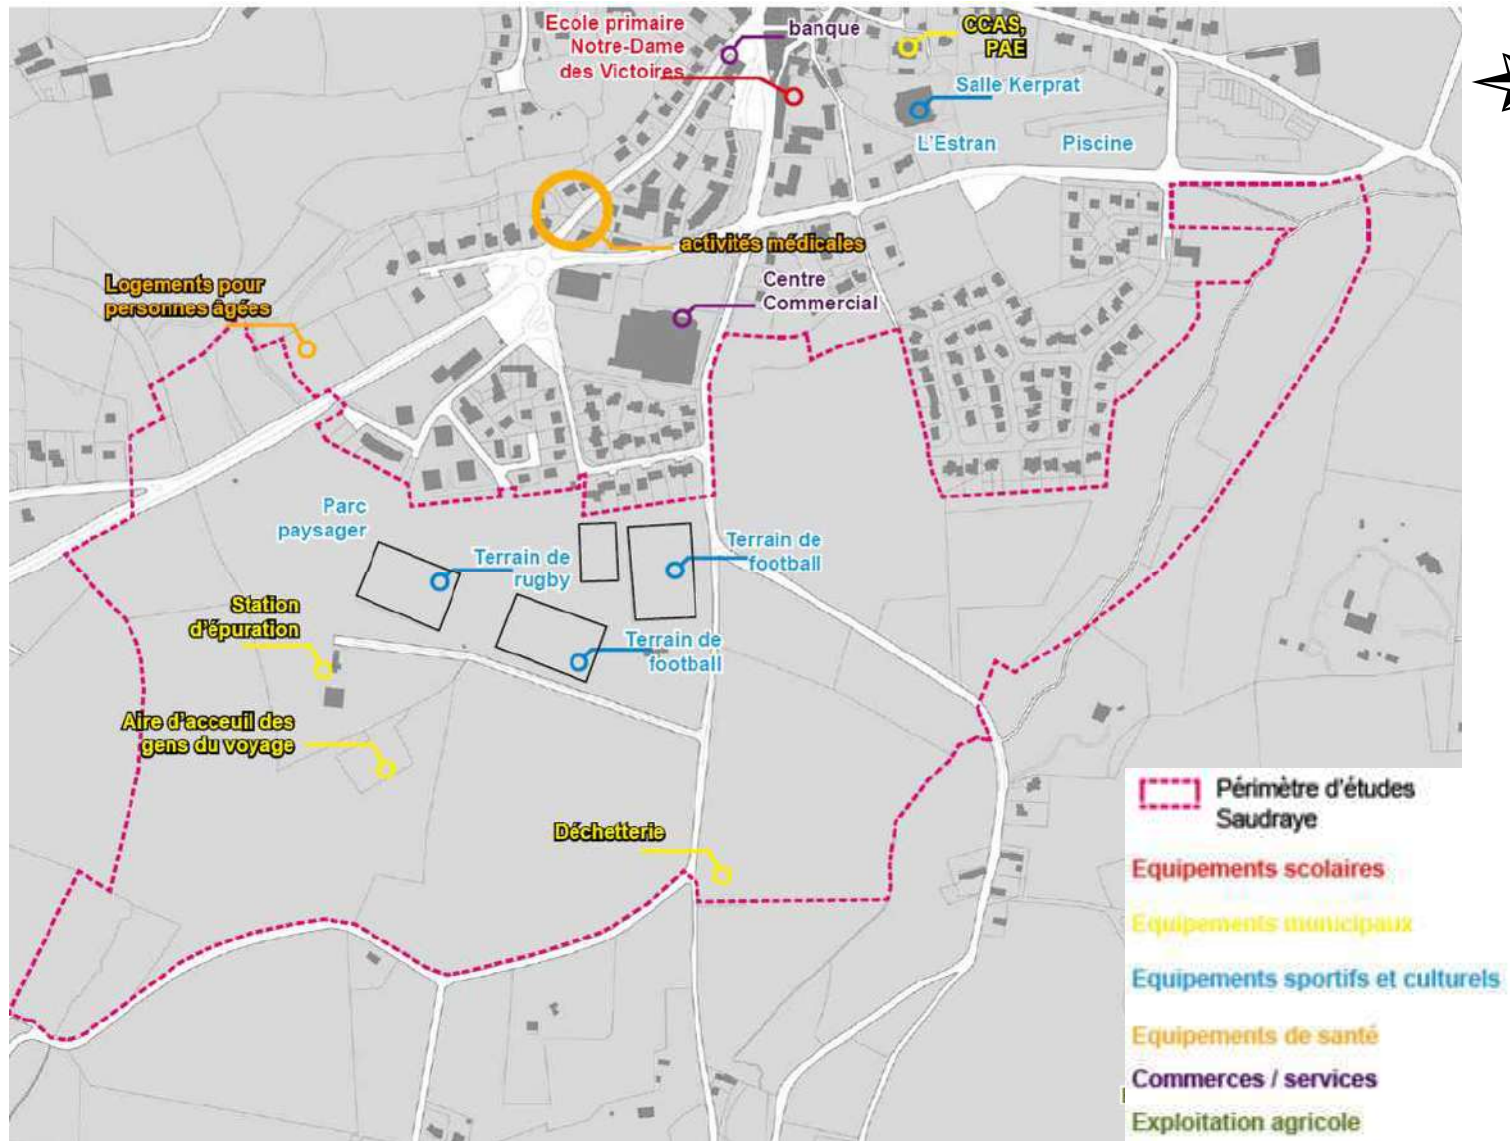 Ecole primaire
Notre-Dame
des Victoires
banque
CCAS,
PAE
Salle Kerprat
L'Estran
Piscine
activités médicales
Logements pour
personnes âgées
Centre
Commercial
Parc
paysager
Terrain de
rugby
Terrain de
football
Station
d'épuration
Terrain de
football
Aire d'acceuil des
gens du voyage
Déchetterie
Périmètre d'études
Saudraye
Equipements scolaires
Equipements municipaux
Equipements sportifs et culturels
Equipements de santé
Commerces / services
Exploitation agricole